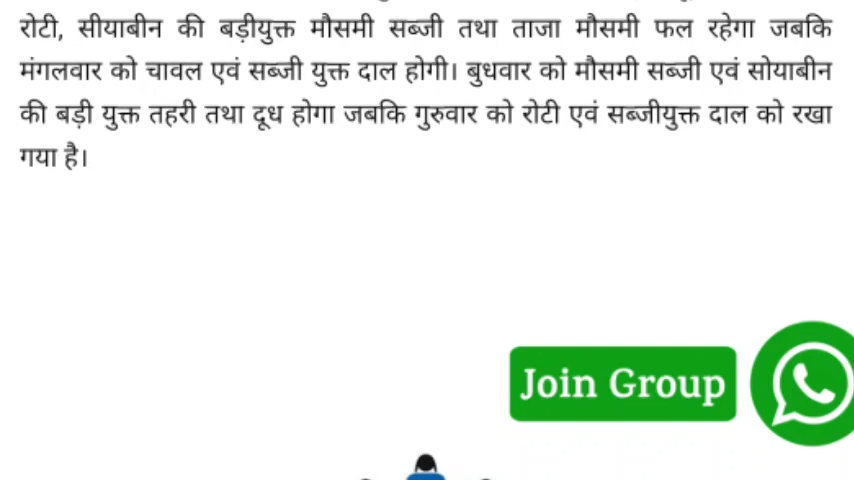 रोटी, सीयाबीन की बड़ीयुक्त मौसमी सब्जी तथा ताजा मौसमी फल रहेगा जबकि
मंगलवार को चावल एवं सब्जी युक्त दाल होगी। बुधवार को मौसमी सब्जी एवं सोयाबीन
की बड़ी युक्त तहरी तथा दूध होगा जबकि गुरुवार को रोटी एवं सब्जीयुक्त दाल को रखा
गया है।
Join Group